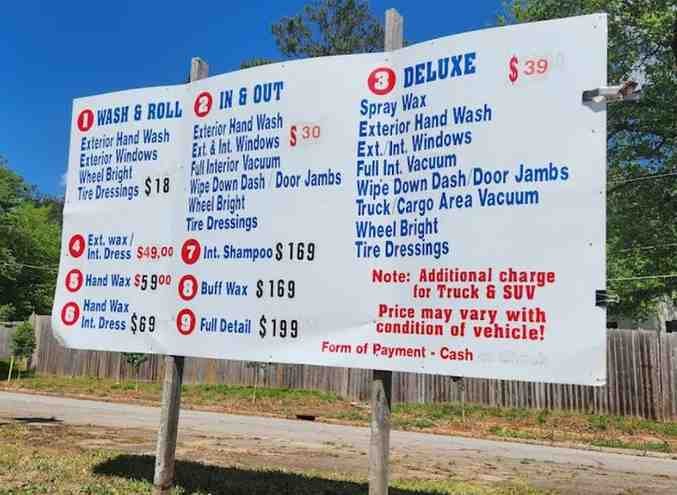 1 WASH & ROLL
Exterior Hand Wash
Exterior Windows
Wheel Bright
Tire Dressings $18
2 IN & OUT
Exterior Hand Wash
Ext. & Int. Windows $30
Full Interior Vacuum
Wipe Down Dash/Door Jambs
Wheel Bright
Tire Dressings
3 DELUXE $39
Spray Wax
Exterior Hand Wash
Ext./Int. Windows
Full Int. Vacuum
Wipe Down Dash/Door Jambs
Truck/Cargo Area Vacuum
Wheel Bright
Tire Dressings
4 Ext. wax/
Int. Dress $49.00
5 Hand Wax $5900
6 Hand Wax
Int. Dress $69
7 Int. Shampoo $169
8 Buff Wax $169
9 Full Detail $199
Note: Additional charge
for Truck & SUV
Price may vary with
condition of vehicle!
Form of Payment - Cash